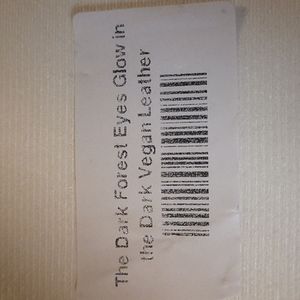 The Dark Forest Eyes Glow in
the Dark Vegan Leather